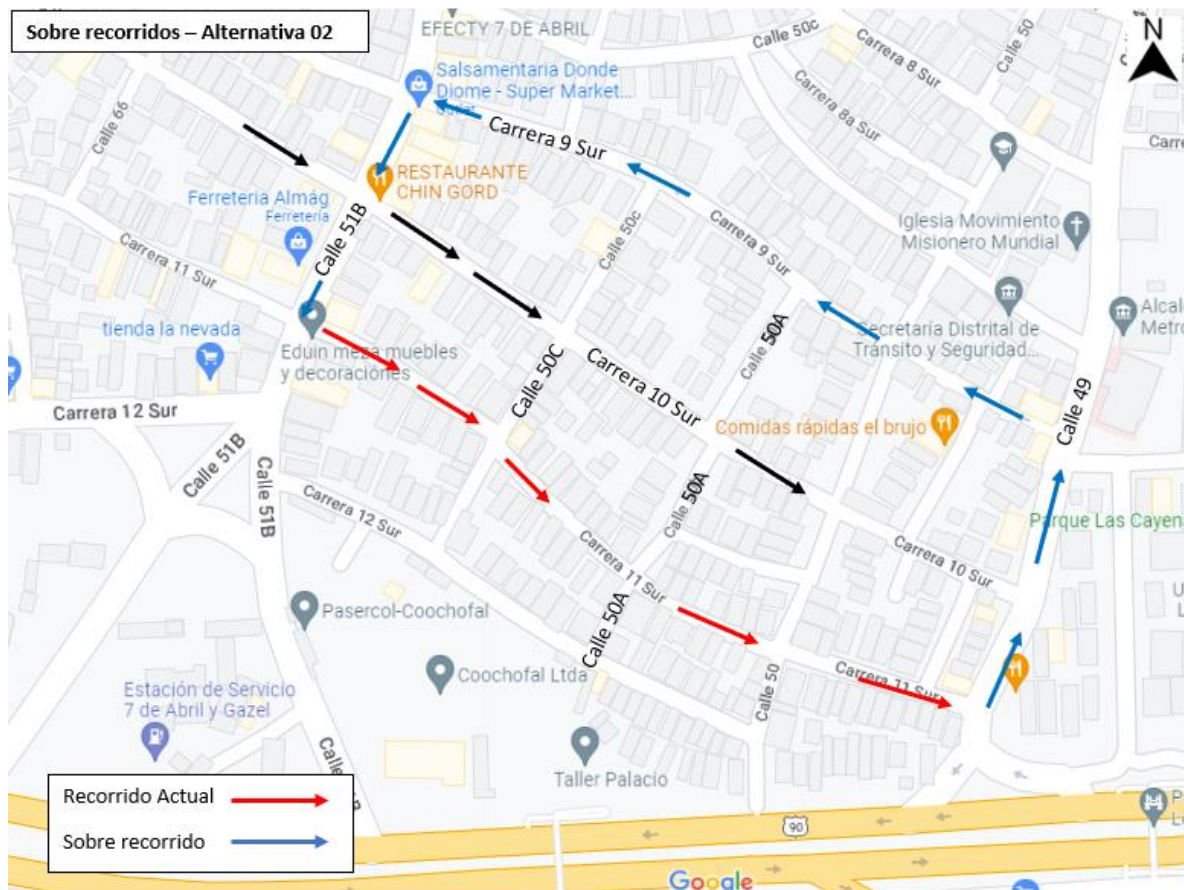 Sobre recorridos – Alternativa 02
EFECTY 7 DE ABRIL
Calle 50c
Carrera 8 Sur
Calle 50
N
Salsamentaria Donde
Diome - Super Market...
Carrera 8a Sur
Calle 66
Carrera 9 Sur
RESTAURANTE
CHIN GORD
Ferreteria Almág
Ferretería
Calle 51B
Carrera 11 Sur
Calle 50c
Carrera 9 Sur
Iglesia Movimiento
Misionero Mundial
tienda la nevada
Eduin meza muebles
y decoraciones
Calle 50A
Secretaría Distrital de
Tránsito y Seguridad...
Calle 50C
Carrera 10 Sur
Carrera 12 Sur
Comidas rápidas el brujo
Calle 49
Calle 51B
Calle 51B
Calle 50A
Carrera 12 Sur
Carrera 11 Sur
Carrera 10 Sur
Parque Las Cayena
Pasercol-Coochofal
Calle 50A
Coochofal Ltda
Carrera 11 Sur
Calle 50
Estación de Servicio
7 de Abril y Gazel
Taller Palacio
Recorrido Actual
Sobre recorrido
90
Google